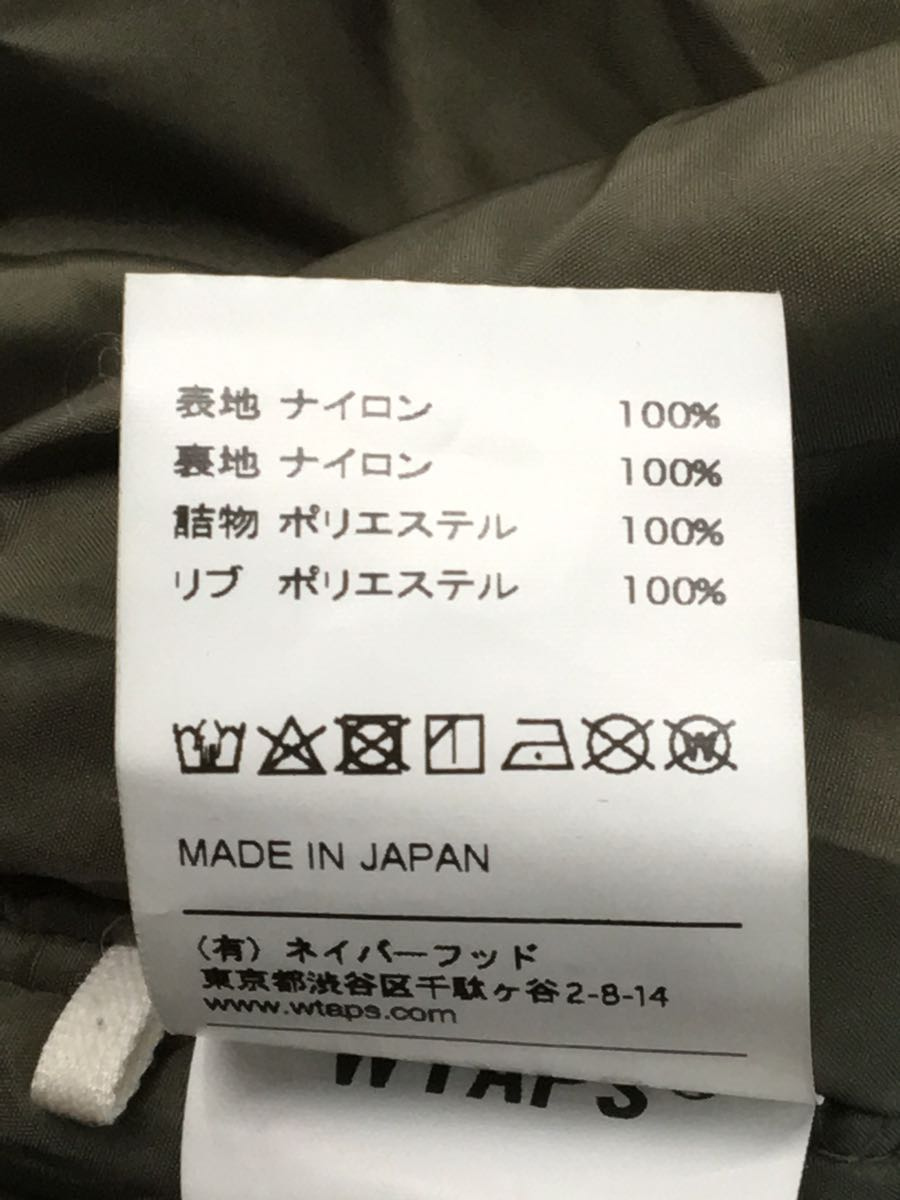 表地 ナイロン 100%
裏地 ナイロン 100%
詰物 ポリエステル 100%
リブ ポリエステル 100%
W
MADE IN JAPAN
(有) ネイバーフッド
東京都渋谷区千駄ヶ谷2-8-14
www.wtaps.com
WTAPS®